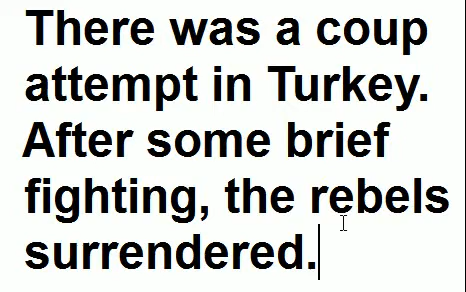 There was a coup
attempt in Turkey.
After some brief
fighting, the rebels
surrendered.